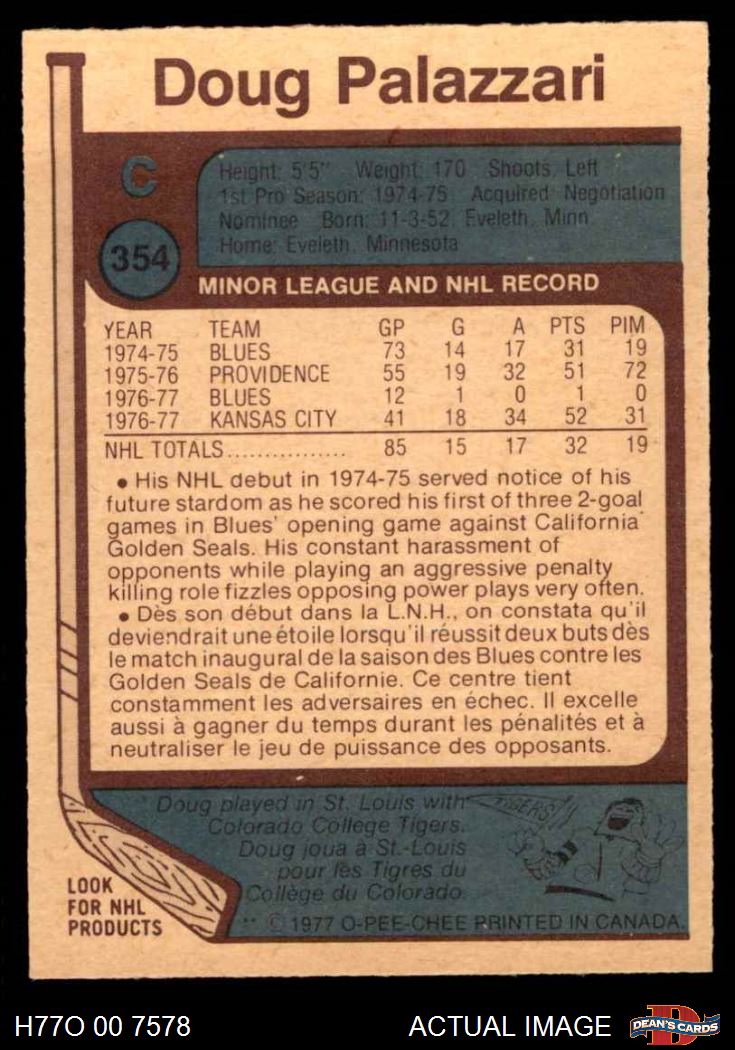 Doug Palazzari
C
Height: 5'5" Weight: 170 Shoots: Left
1st Pro Season: 1974-75 Acquired: Negotiation
Nominee Born: 11-3-52, Eveleth, Minn
Home: Eveleth, Minnesota
354
MINOR LEAGUE AND NHL RECORD
YEAR TEAM GP G A PTS PIM
1974-75 BLUES 73 14 17 31 19
1975-76 PROVIDENCE 55 19 32 51 72
1976-77 BLUES 12 1 0 1 0
1976-77 KANSAS CITY 41 18 34 52 31
NHL TOTALS................ 85 15 17 32 19
• His NHL debut in 1974-75 served notice of his
future stardom as he scored his first of three 2-goal
games in Blues' opening game against California
Golden Seals. His constant harassment of
opponents while playing an aggressive penalty
killing role fizzles opposing power plays very often.
• Dès son début dans la L.N.H., on constata qu'il
deviendrait une étoile lorsqu'il réussit deux buts dès
le match inaugural de la saison des Blues contre les
Golden Seals de Californie. Ce centre tient
constamment les adversaires en échec. Il excelle
aussi à gagner du temps durant les pénalités et à
neutraliser le jeu de puissance des opposants.
Doug played in St. Louis with
Colorado College Tigers.
Doug joua à St-Louis
pour les Tigres du
Collège du Colorado.
TIGERS
LOOK
FOR NHL
PRODUCTS
© 1977 O-PEE-CHEE PRINTED IN CANADA.
H77O 00 7578
ACTUAL IMAGE
D
DEAN'S CARDS